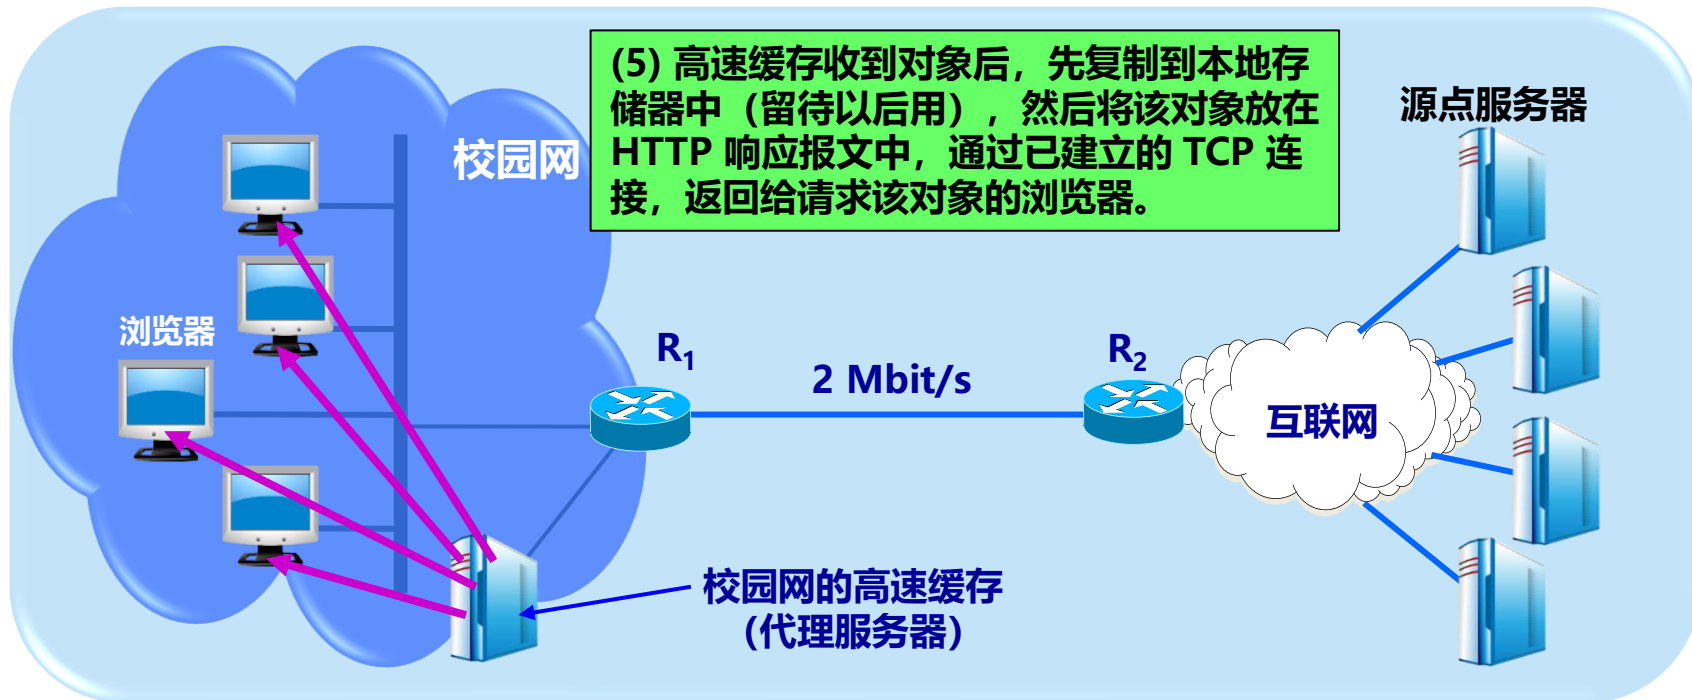 (5) 高速缓存收到对象后，先复制到本地存
储器中（留待以后用），然后将该对象放在
HTTP 响应报文中，通过已建立的 TCP 连
接，返回给请求该对象的浏览器。
源点服务器
校园网
浏览器
R1
2 Mbit/s
R2
互联网
校园网的高速缓存
(代理服务器)